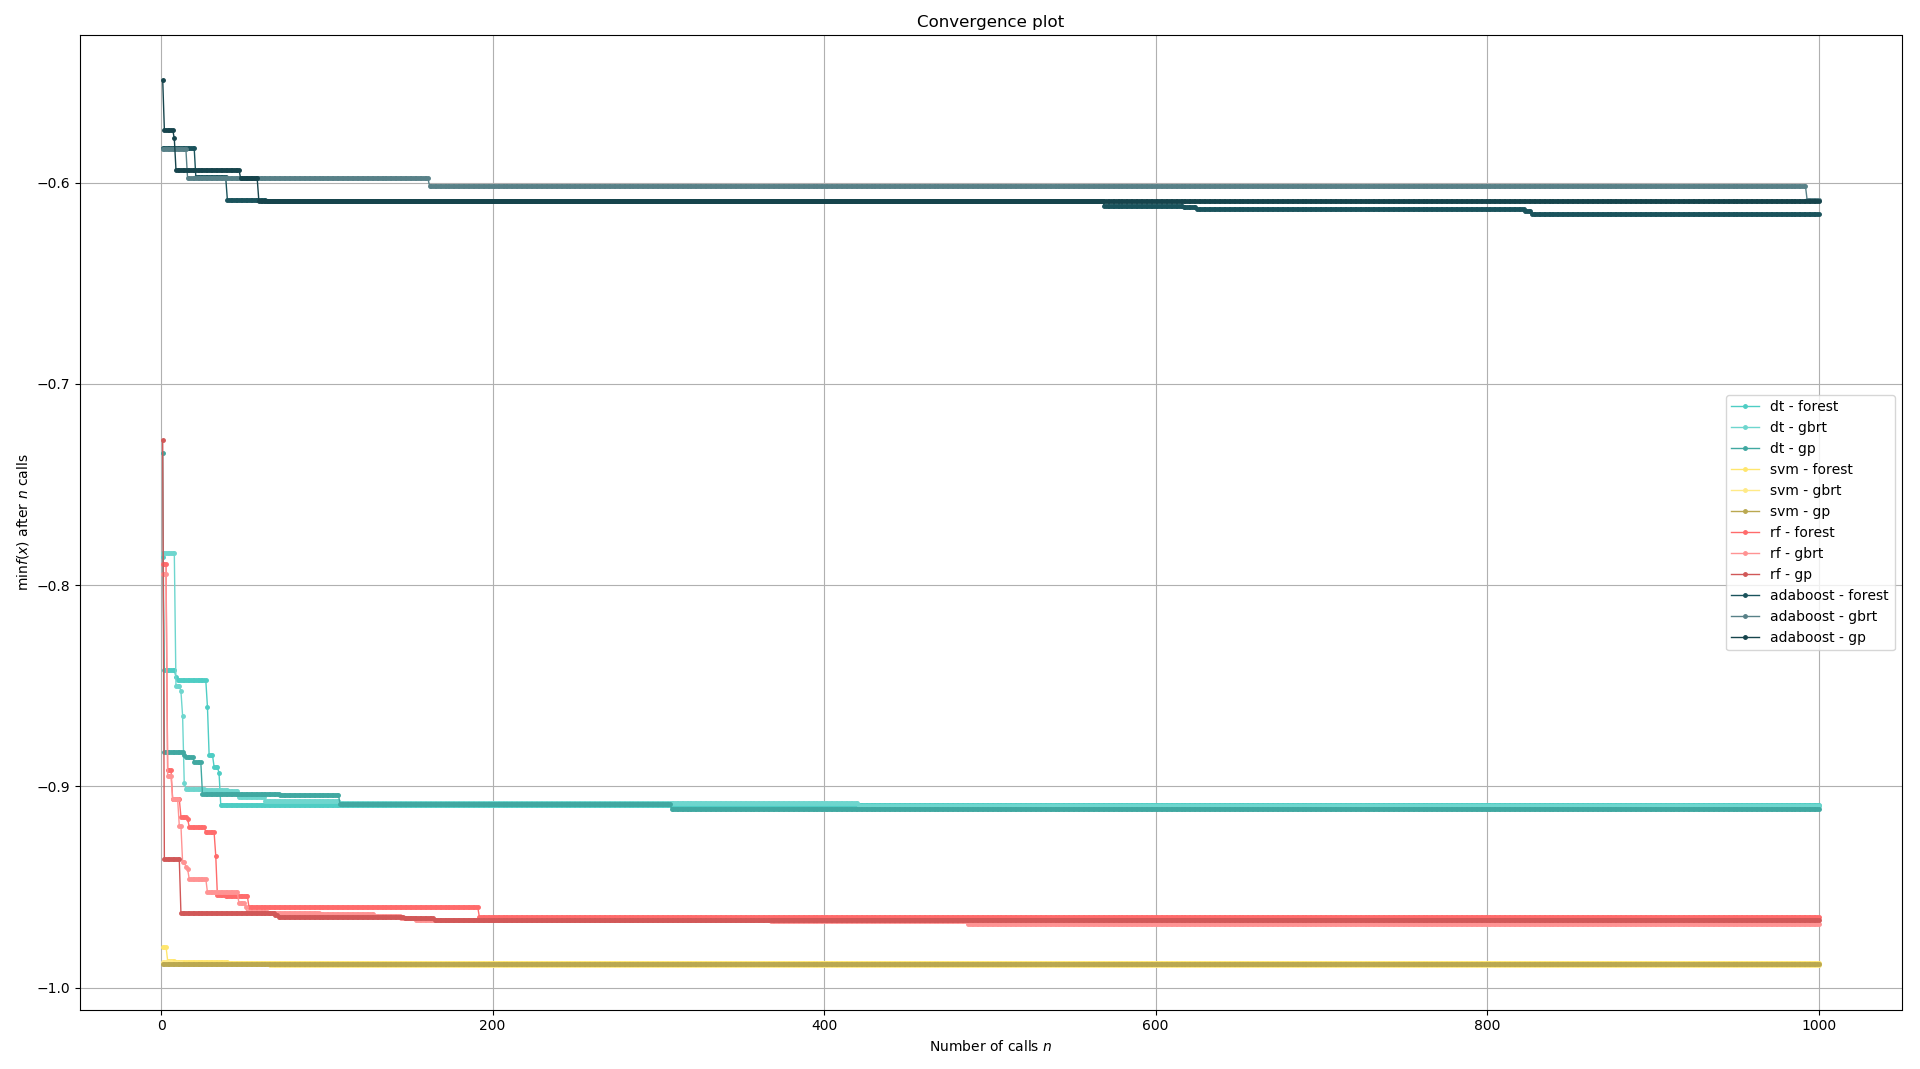 Convergence plot
−0.6
−0.7
−0.8
−0.9
−1.0
min f(x) after n calls
dt - forest
dt - gbrt
dt - gp
svm - forest
svm - gbrt
svm - gp
rf - forest
rf - gbrt
rf - gp
adaboost - forest
adaboost - gbrt
adaboost - gp
0 200 400 600 800 1000
Number of calls n